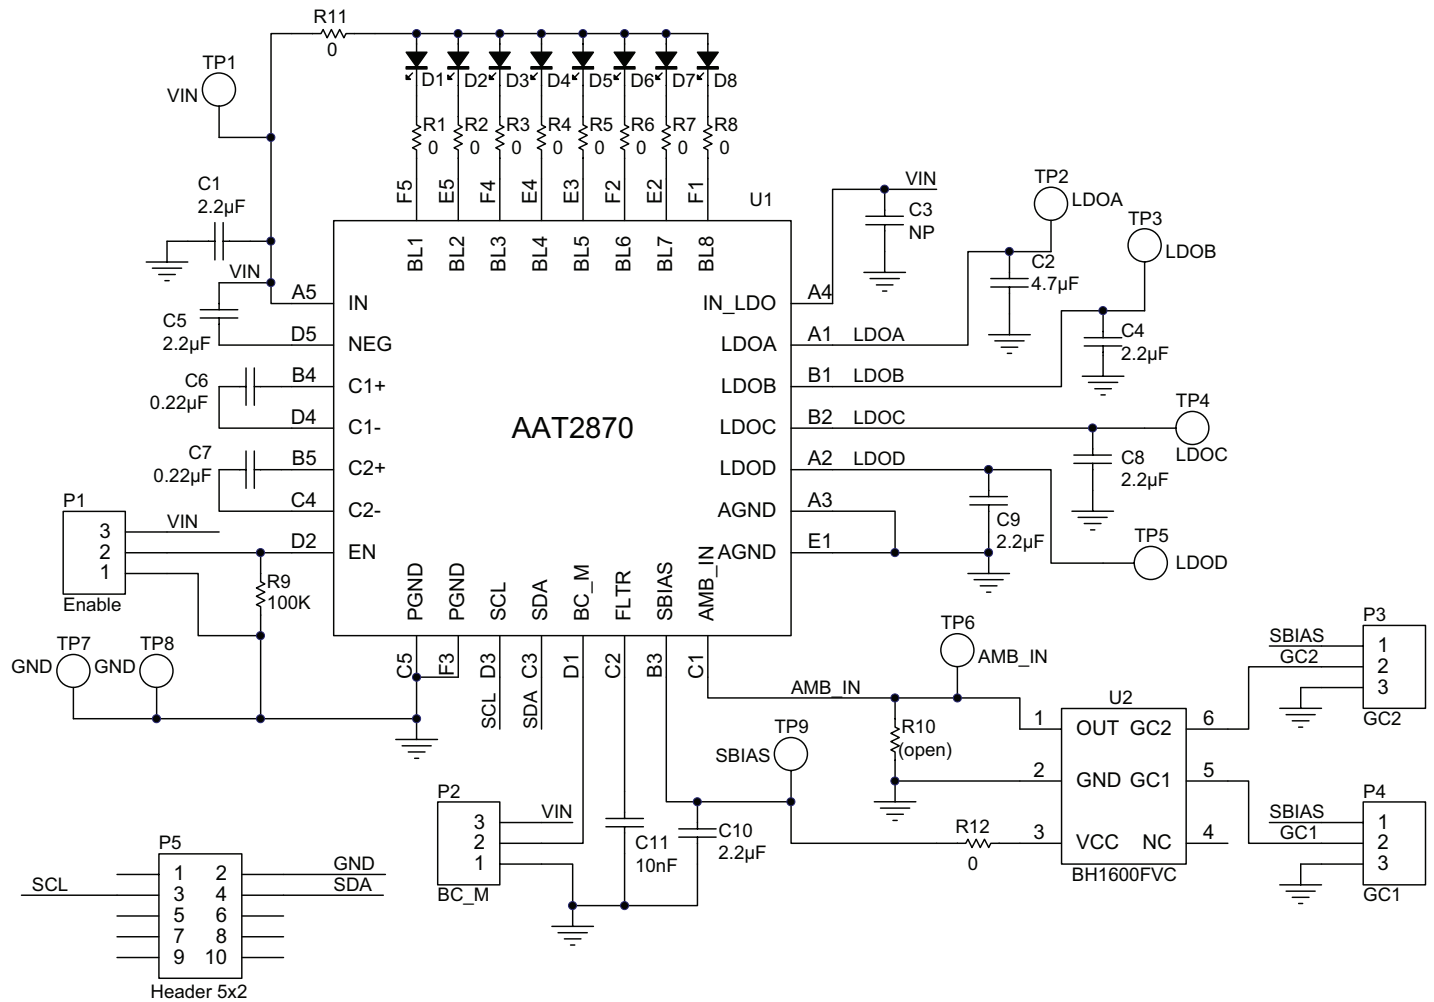 R11
0
TP1
VIN
D1 D2 D3 D4 D5 D6 D7 D8
R1 R2 R3 R4 R5 R6 R7 R8
0 0 0 0 0 0 0 0
F5 E5 F4 E4 E3 F2 E2 F1
U1
BL1 BL2 BL3 BL4 BL5 BL6 BL7 BL8
C1
2.2µF
VIN
A5 IN
C5
2.2µF
D5 NEG
C6
0.22µF
B4 C1+
D4 C1-
C7
0.22µF
B5 C2+
C4 C2-
D2 EN
AAT2870
VIN
C3
NP
TP2
LDOA
TP3
LDOB
C2
4.7µF
C4
2.2µF
IN_LDO A4
LDOA A1 LDOA
LDOB B1 LDOB
LDOC B2 LDOC
TP4
LDOC
C8
2.2µF
LDOD A2 LDOD
AGND A3
AGND E1
C9
2.2µF
TP5
LDOD
P1
3 VIN
2
1
Enable
R9
100K
TP7
GND
TP8
GND
PGND PGND SCL SDA BC_M FLTR SBIAS AMB_IN
C5 F3 D3 C3 D1 C2 B3 C1
SCL SDA
AMB_IN
TP6
AMB_IN
R10
(open)
TP9
SBIAS
U2
1 OUT GC2 6
2 GND GC1 5
3 VCC NC 4
BH1600FVC
R12
0
P3
SBIAS 1
GC2 2
3
GC2
P4
SBIAS 1
GC1 2
3
GC1
P2
3 VIN
2
1
BC_M
C11
10nF
C10
2.2µF
P5
1 2 GND
SCL 3 4 SDA
5 6
7 8
9 10
Header 5x2